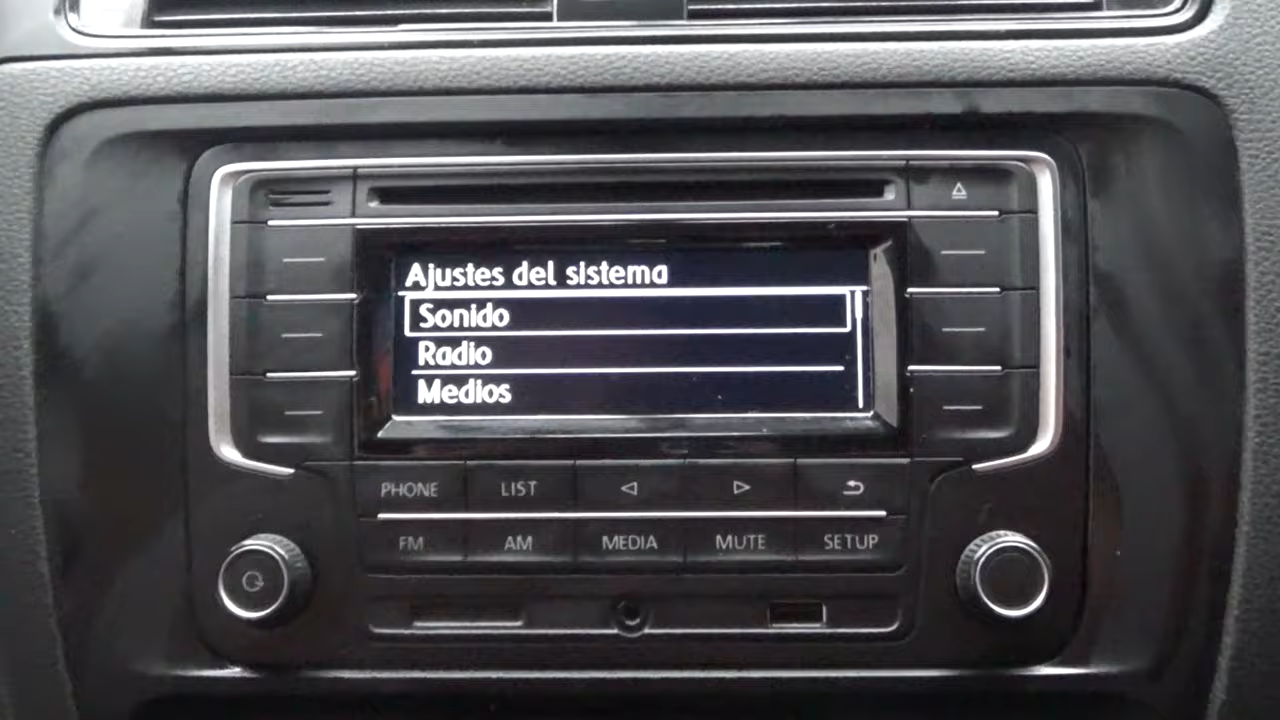 Ajustes del sistema
Sonido
Radio
Medios
PHONE LIST
FM AM MEDIA MUTE SETUP